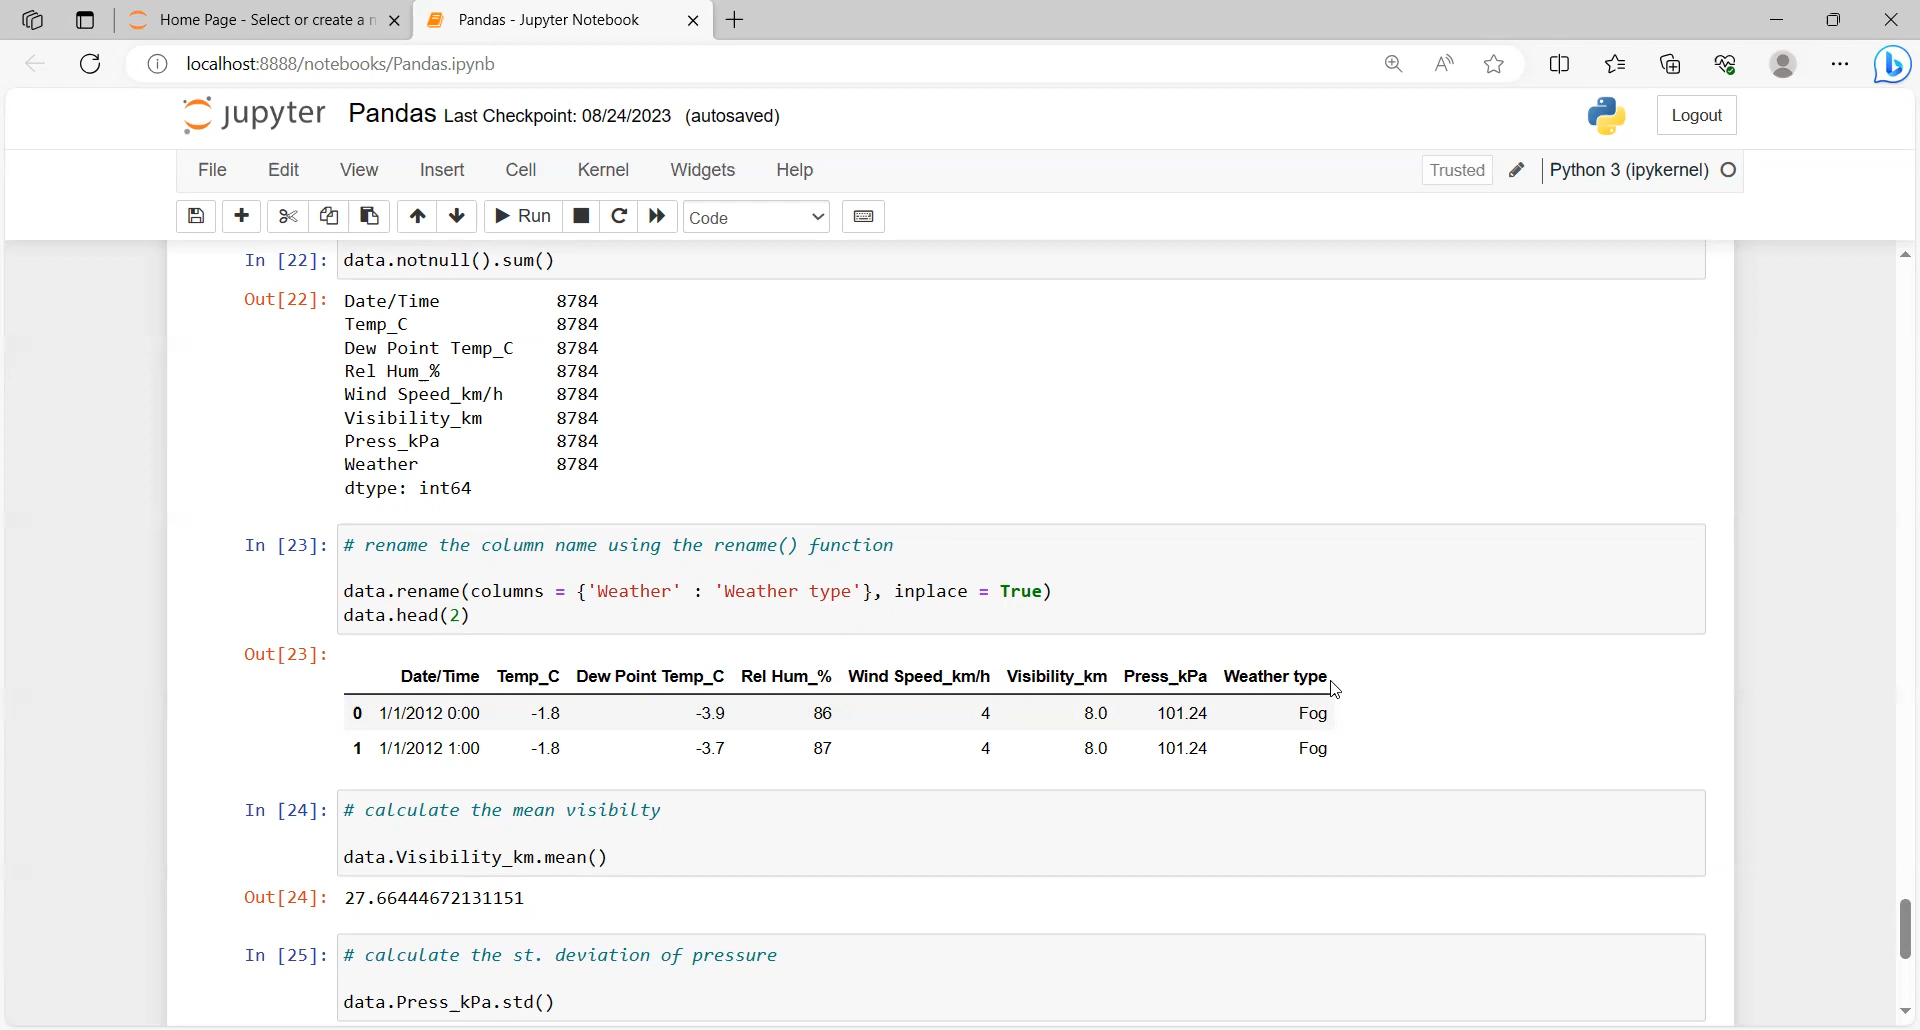 Home Page - Select or create a n
Pandas - Jupyter Notebook
localhost:8888/notebooks/Pandas.ipynb
jupyter Pandas Last Checkpoint: 08/24/2023 (autosaved)
Logout
File Edit View Insert Cell Kernel Widgets Help
Trusted Python 3 (ipykernel)
Run Code
In [22]: data.notnull().sum()
Out[22]: Date/Time 8784
Temp_C 8784
Dew Point Temp_C 8784
Rel Hum_% 8784
Wind Speed_km/h 8784
Visibility_km 8784
Press_kPa 8784
Weather 8784
dtype: int64
In [23]: # rename the column name using the rename() function
data.rename(columns = {'Weather' : 'Weather type'}, inplace = True)
data.head(2)
Out[23]:
Date/Time Temp_C Dew Point Temp_C Rel Hum_% Wind Speed_km/h Visibility_km Press_kPa Weather type
0 1/1/2012 0:00 -1.8 -3.9 86 4 8.0 101.24 Fog
1 1/1/2012 1:00 -1.8 -3.7 87 4 8.0 101.24 Fog
In [24]: # calculate the mean visibilty
data.Visibility_km.mean()
Out[24]: 27.66444672131151
In [25]: # calculate the st. deviation of pressure
data.Press_kPa.std()